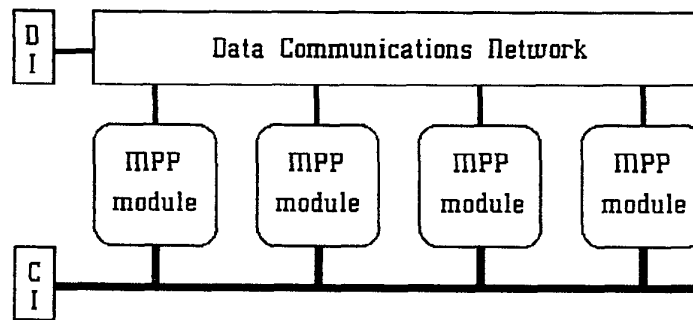 D
I
Data Communications Network
MPP
module
MPP
module
MPP
module
MPP
module
C
I